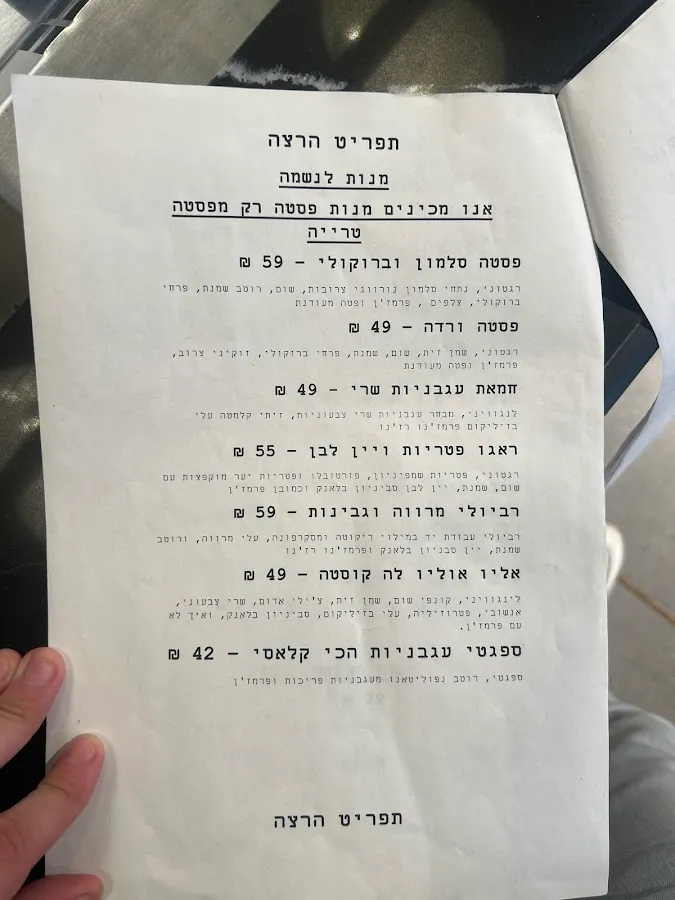 תפריט הרצה
מנות לנשמה
אנו מכינים מנות פסטה רק מפסטה
טרייה
פסטה סלמון וברוקולי - 59 ₪
רגטוני, נתחי סלמון נורווגי צרובות, שום, רוטב שמנת, פרחי
ברוקולי, צלפים , פרמז'ן ופטה מעודנת
פסטה ורדה - 49 ₪
רגטוני, שמן זית, שום, שמנת, פרחי ברוקולי, זוקיני צרוב,
פרמז'ן ופטה מעודנת
חמאת עגבניות שרי - 49 ₪
לנגוויני, מבחר עגבניות שרי צבעוניות, זיתי קלמטה עלי
בזיליקום פרמז'נו רז'נו
ראגו פטריות ויין לבן - 55 ₪
רגטוני, פטריות שמפיניון, פורטובלו ופטריות יער מוקפצות עם
שום, שמנת, יין לבן סביניון בלאנק וכמובן פרמז'ן
רביולי מרווה וגבינות - 59 ₪
רביולי עבודת יד במילוי ריקוטה ומסקרפונה, עלי מרווה, ורוטב
שמנת, יין סבניון בלאנק ופרמז'נו רז'נו
אליו אוליו לה קוסטה - 49 ₪
לינגוויני, קונפי שום, שמן זית, צ'ילי אדום, שרי צבעוני,
אנשובי, פטרוזיליה, עלי בזיליקום, סביניון בלאנק, ואיך לא
עם פרמז'ן.
ספגטי עגבניות הכי קלאסי - 42 ₪
ספגטי, רוטב נפוליטאנו מעגבניות פריכות ופרמז'ן
תפריט הרצה